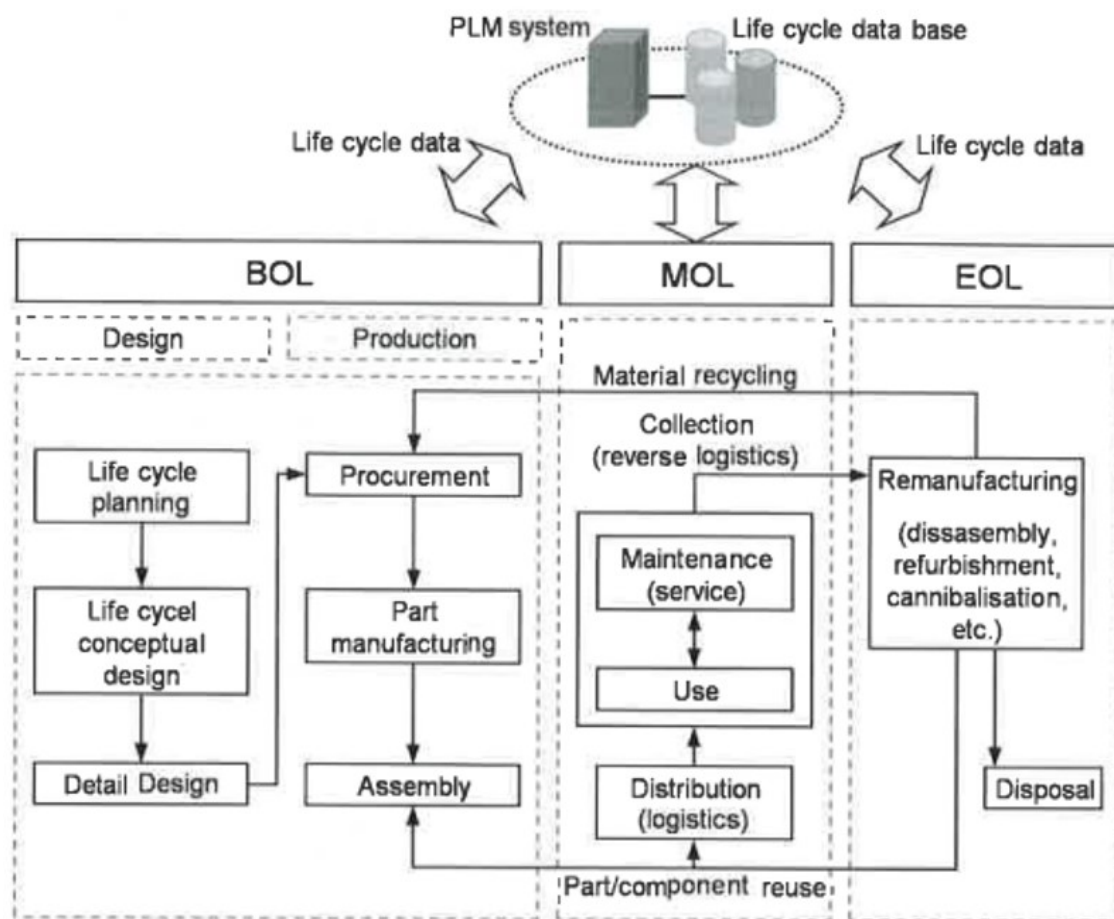 PLM system
Life cycle data base
Life cycle data
Life cycle data
BOL
MOL
EOL
Design
Production
Material recycling
Collection
(reverse logistics)
Life cycle
planning
Procurement
Remanufacturing
(dissasembly,
refurbishment,
cannibalisation,
etc.)
Maintenance
(service)
Life cycel
conceptual
design
Part
manufacturing
Use
Detail Design
Assembly
Distribution
(logistics)
Disposal
Part/component reuse